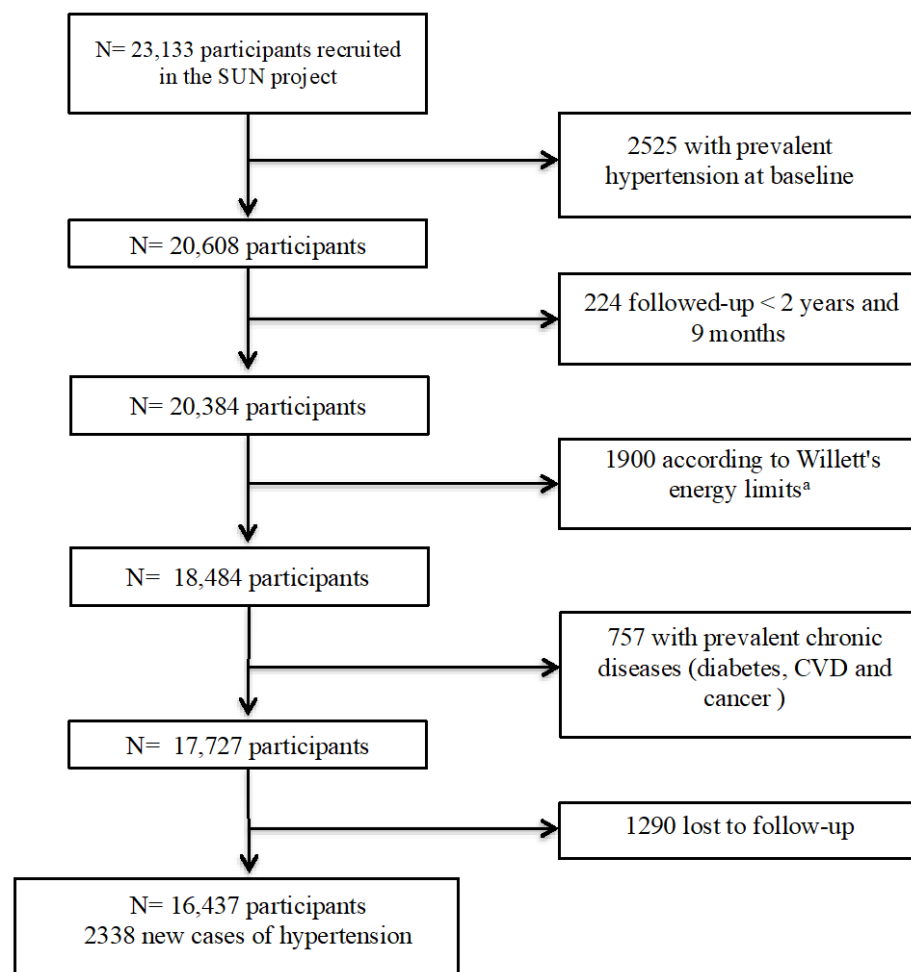 N= 23,133 participants recruited
in the SUN project
2525 with prevalent
hypertension at baseline
N= 20,608 participants
224 followed-up < 2 years and
9 months
N= 20,384 participants
1900 according to Willett's
energy limitsᵃ
N=  18,484 participants
757 with prevalent chronic
diseases (diabetes, CVD and
cancer )
N=  17,727 participants
1290 lost to follow-up
N= 16,437 participants
2338 new cases of hypertension